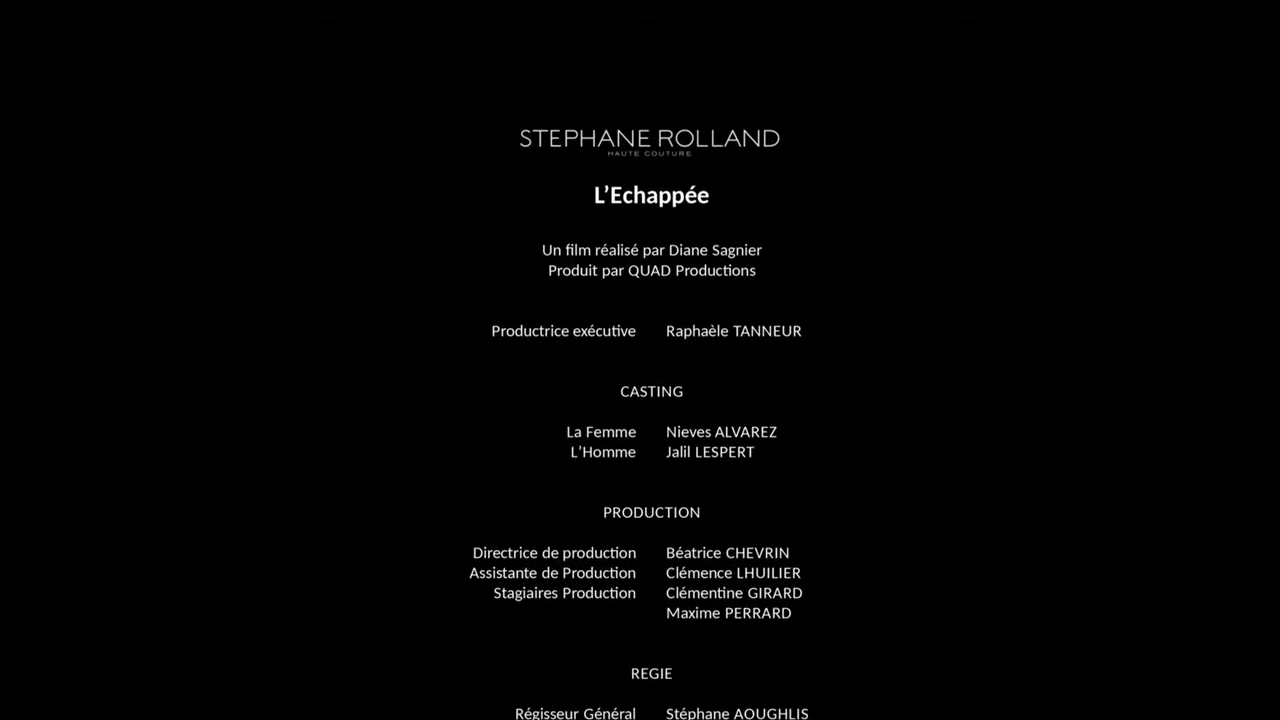 STEPHANE ROLLAND
HAUTE COUTURE
L’Echappée
Un film réalisé par Diane Sagnier
Produit par QUAD Productions
Productrice exécutive Raphaèle TANNEUR
CASTING
La Femme Nieves ALVAREZ
L’Homme Jalil LESPERT
PRODUCTION
Directrice de production Béatrice CHEVRIN
Assistante de Production Clémence LHUILIER
Stagiaires Production Clémentine GIRARD
Maxime PERRARD
REGIE
Régisseur Général Stéphane AOUGHLIS